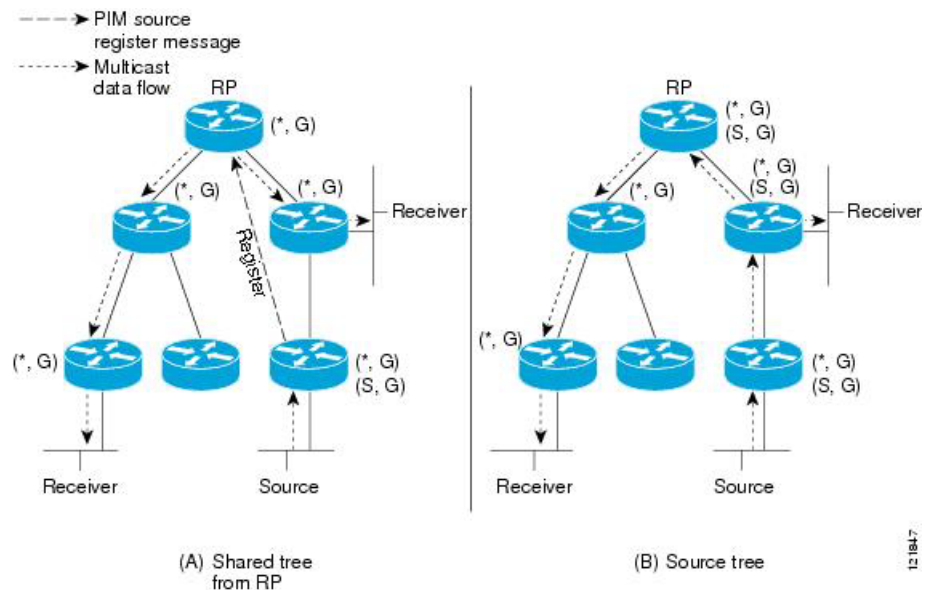 PIM source
register message
Multicast
data flow
RP
(*, G)
(*, G)
(*, G)
Receiver
Register
(*, G)
(*, G)
(S, G)
Receiver
Source
(A) Shared tree
from RP
RP
(*, G)
(S, G)
(*, G)
(*, G)
(S, G)
Receiver
(*, G)
(*, G)
(S, G)
Receiver
Source
(B) Source tree
121847